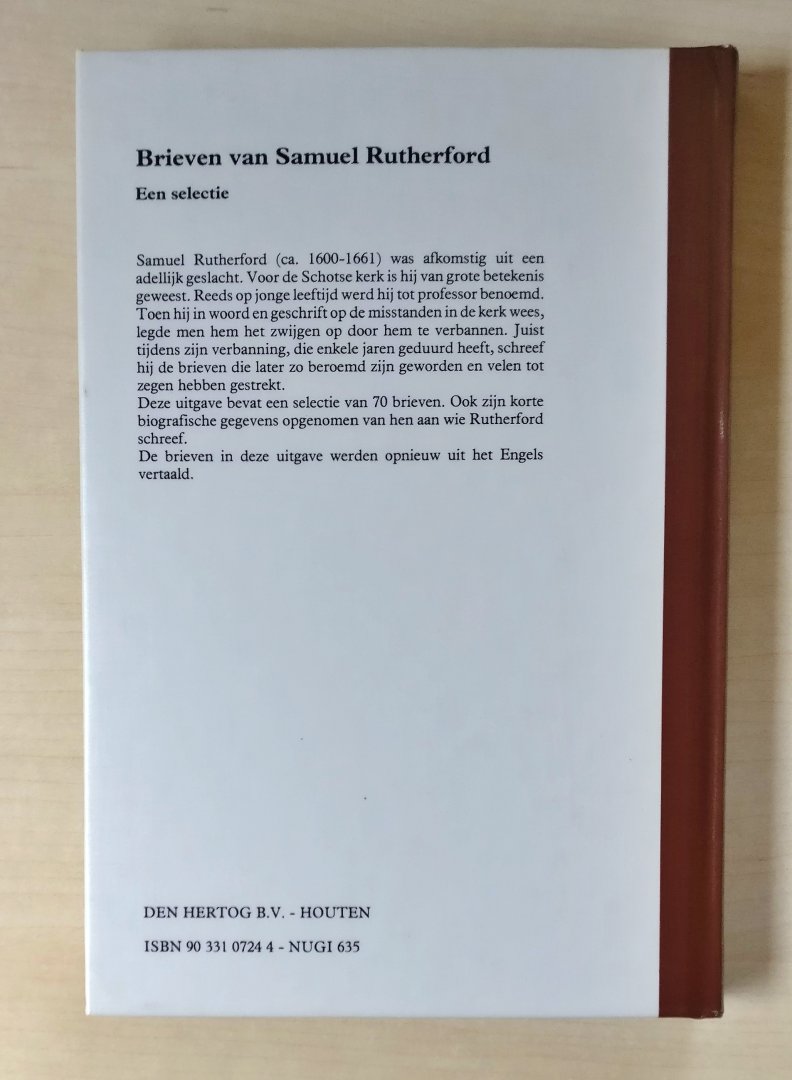 Brieven van Samuel Rutherford
Een selectie
Samuel Rutherford (ca. 1600-1661) was afkomstig uit een
adellijk geslacht. Voor de Schotse kerk is hij van grote betekenis
geweest. Reeds op jonge leeftijd werd hij tot professor benoemd.
Toen hij in woord en geschrift op de misstanden in de kerk wees,
legde men hem het zwijgen op door hem te verbannen. Juist
tijdens zijn verbanning, die enkele jaren geduurd heeft, schreef
hij de brieven die later zo beroemd zijn geworden en velen tot
zegen hebben gestrekt.
Deze uitgave bevat een selectie van 70 brieven. Ook zijn korte
biografische gegevens opgenomen van hen aan wie Rutherford
schreef.
De brieven in deze uitgave werden opnieuw uit het Engels
vertaald.
DEN HERTOG B.V. - HOUTEN
ISBN 90 331 0724 4 - NUGI 635